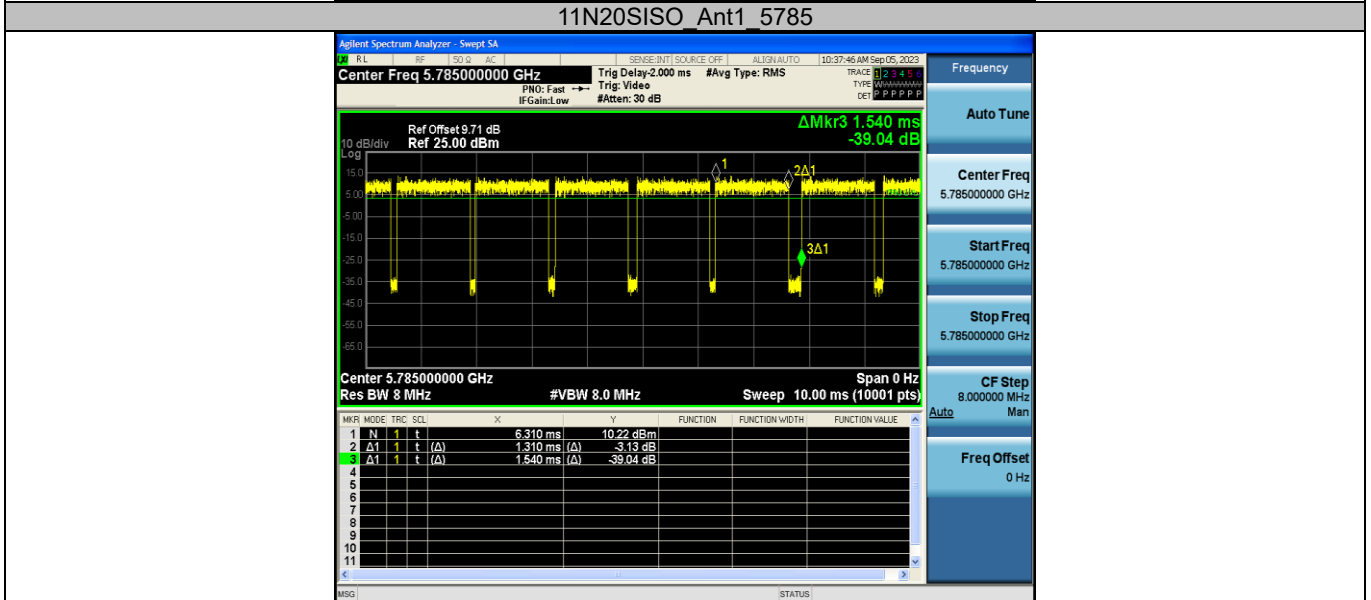 11N20SISO_Ant1_5785
Agilent Spectrum Analyzer - Swept SA
RL RF 50 Ω AC SENSE:INT SOURCE OFF ALIGN AUTO 10:37:46 AM Sep 05, 2023
Center Freq 5.785000000 GHz
PNO: Fast
IFGain:Low
Trig Delay-2.000 ms #Avg Type: RMS
Trig: Video
#Atten: 30 dB
TRACE 1 2 3 4 5 6
TYPE WWWWWW
DET P P P P P P
Frequency
Auto Tune
Center Freq
5.785000000 GHz
Start Freq
5.785000000 GHz
Stop Freq
5.785000000 GHz
CF Step
8.000000 MHz
Auto Man
Freq Offset
0 Hz
ΔMkr3 1.540 ms
-39.04 dB
Ref Offset 9.71 dB
10 dB/div Ref 25.00 dBm
Log
15.0
5.00
-5.00
-15.0
-25.0
-35.0
-45.0
-55.0
-65.0
1
2Δ1
3Δ1
Center 5.785000000 GHz Span 0 Hz
Res BW 8 MHz #VBW 8.0 MHz Sweep 10.00 ms (10001 pts)
MKR MODE TRC SCL X Y FUNCTION FUNCTION WIDTH FUNCTION VALUE
1 N 1 t 6.310 ms 10.22 dBm
2 Δ1 1 t (Δ) 1.310 ms (Δ) -3.13 dB
3 Δ1 1 t (Δ) 1.540 ms (Δ) -39.04 dB
4
5
6
7
8
9
10
11
MSG STATUS